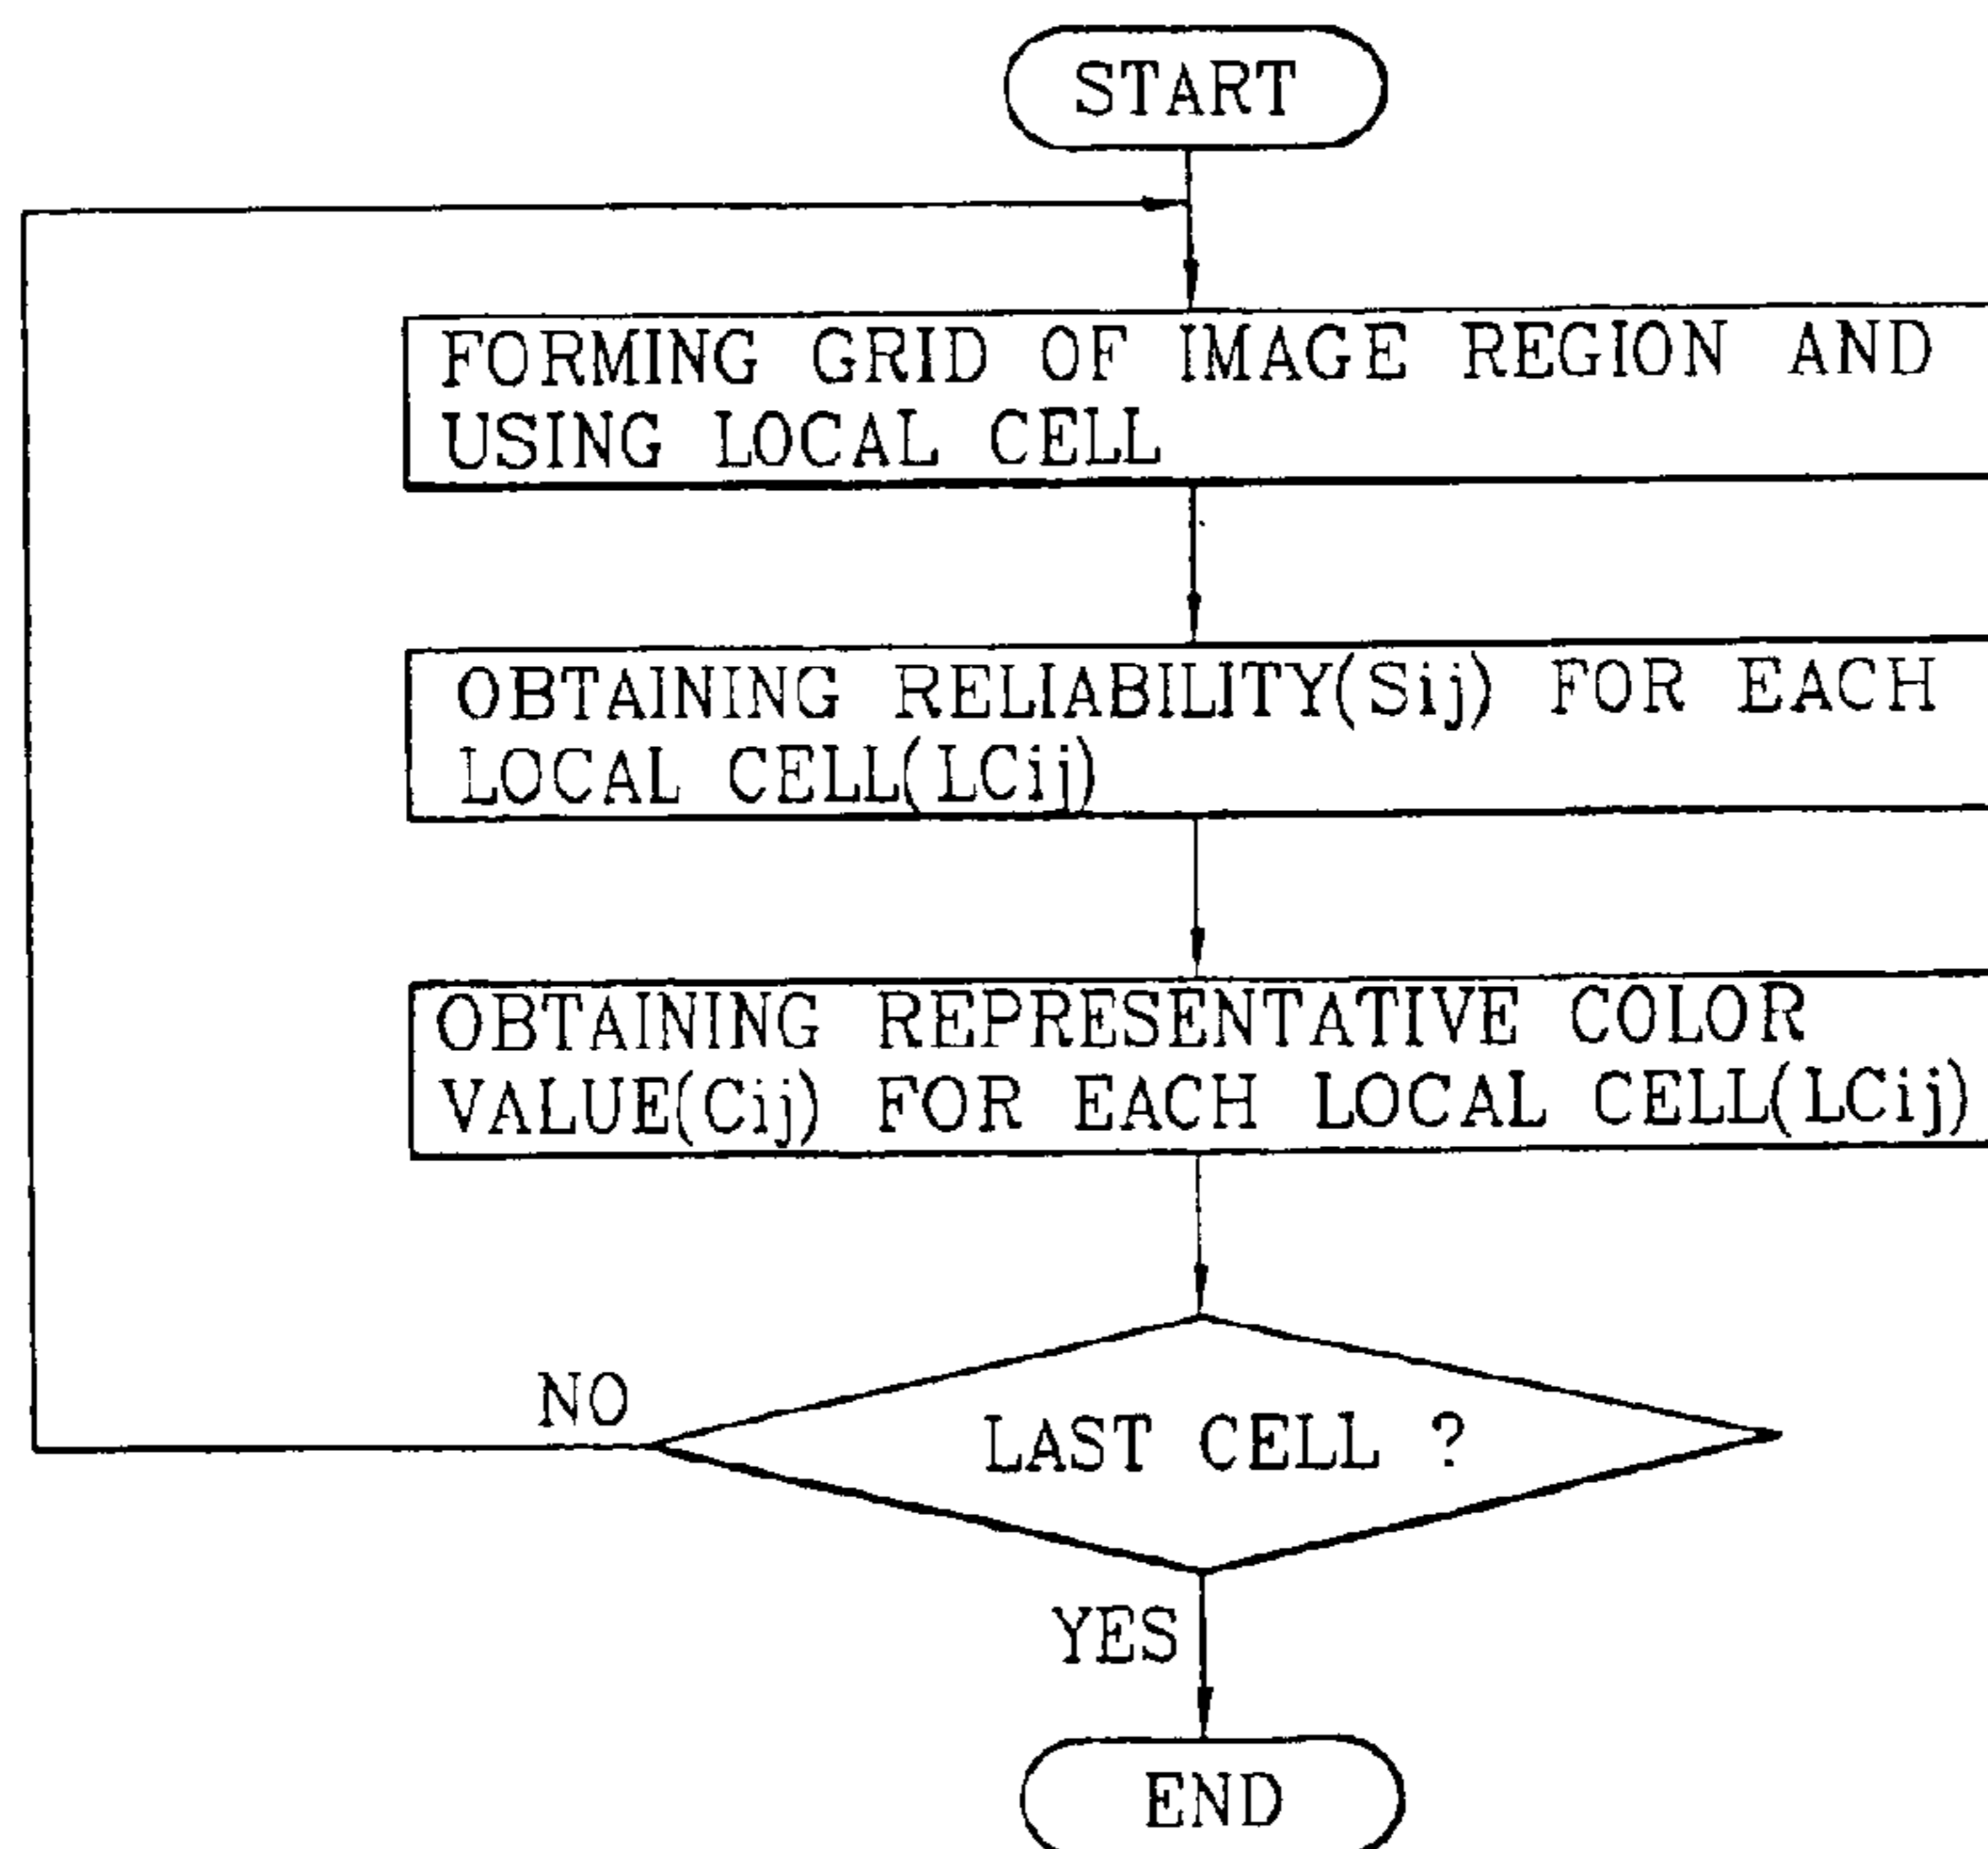 START
FORMING GRID OF IMAGE REGION AND
USING LOCAL CELL
OBTAINING RELIABILITY(Sij) FOR EACH
LOCAL CELL(LCij)
OBTAINING REPRESENTATIVE COLOR
VALUE(Cij) FOR EACH LOCAL CELL(LCij)
NO
LAST CELL ?
YES
END